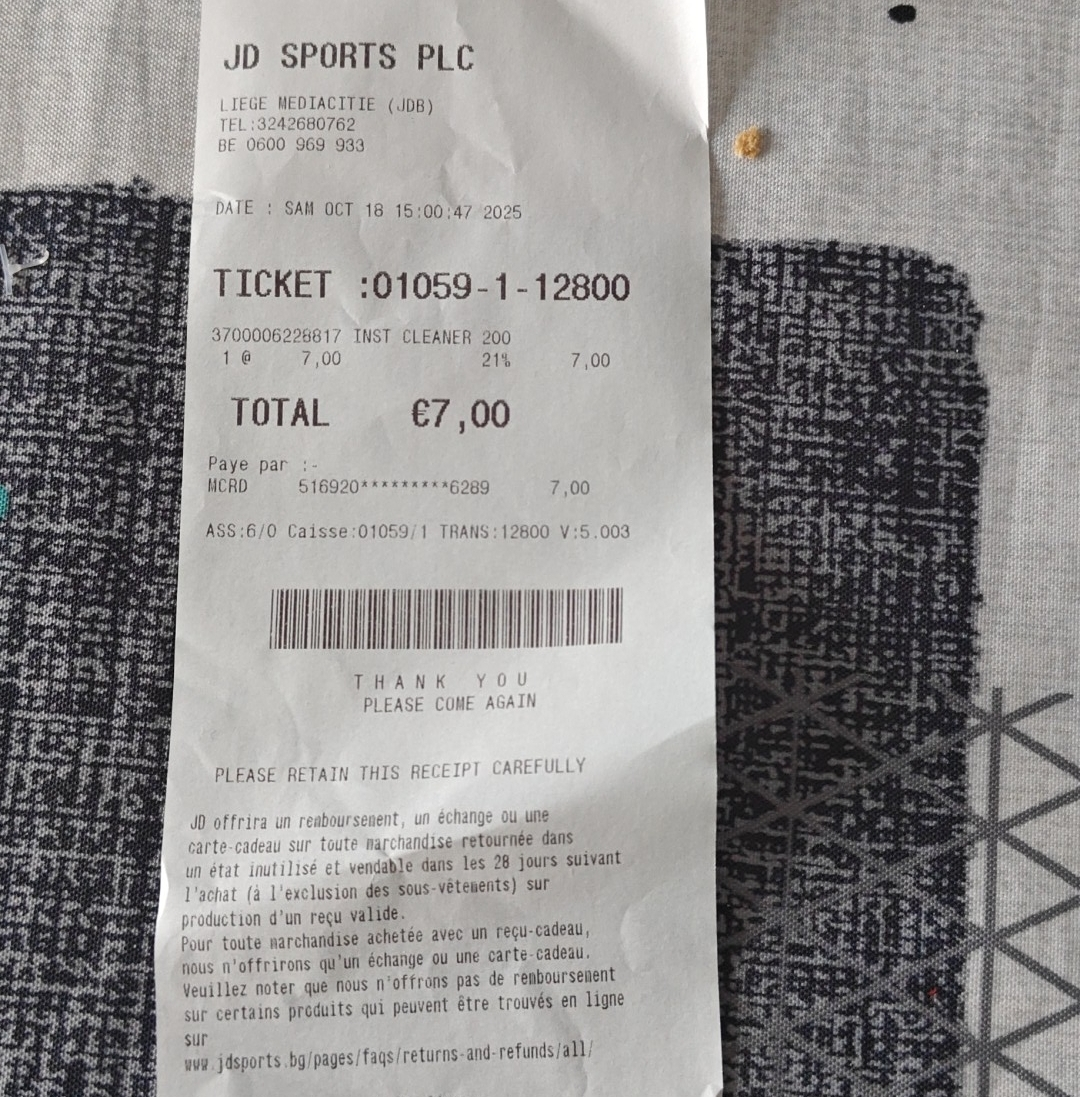 JD SPORTS PLC
LIEGE MEDIACITIE (JDB)
TEL:3242680762
BE 0600 969 933
DATE : SAM OCT 18 15:00:47 2025
TICKET :01059-1-12800
3700006228817 INST CLEANER 200
1 @ 7,00 21% 7,00
TOTAL €7,00
Paye par :-
MCRD 516920*********6289 7,00
ASS:6/0 Caisse:01059/1 TRANS:12800 V:5.003
THANK YOU
PLEASE COME AGAIN
PLEASE RETAIN THIS RECEIPT CAREFULLY
JD offrira un remboursement, un échange ou une
carte-cadeau sur toute marchandise retournée dans
un état inutilisé et vendable dans les 28 jours suivant
l'achat (à l'exclusion des sous-vêtements) sur
production d'un reçu valide.
Pour toute marchandise achetée avec un reçu-cadeau,
nous n'offrirons qu'un échange ou une carte-cadeau.
Veuillez noter que nous n'offrons pas de remboursement
sur certains produits qui peuvent être trouvés en ligne
sur
www.jdsports.bg/pages/faqs/returns-and-refunds/all/